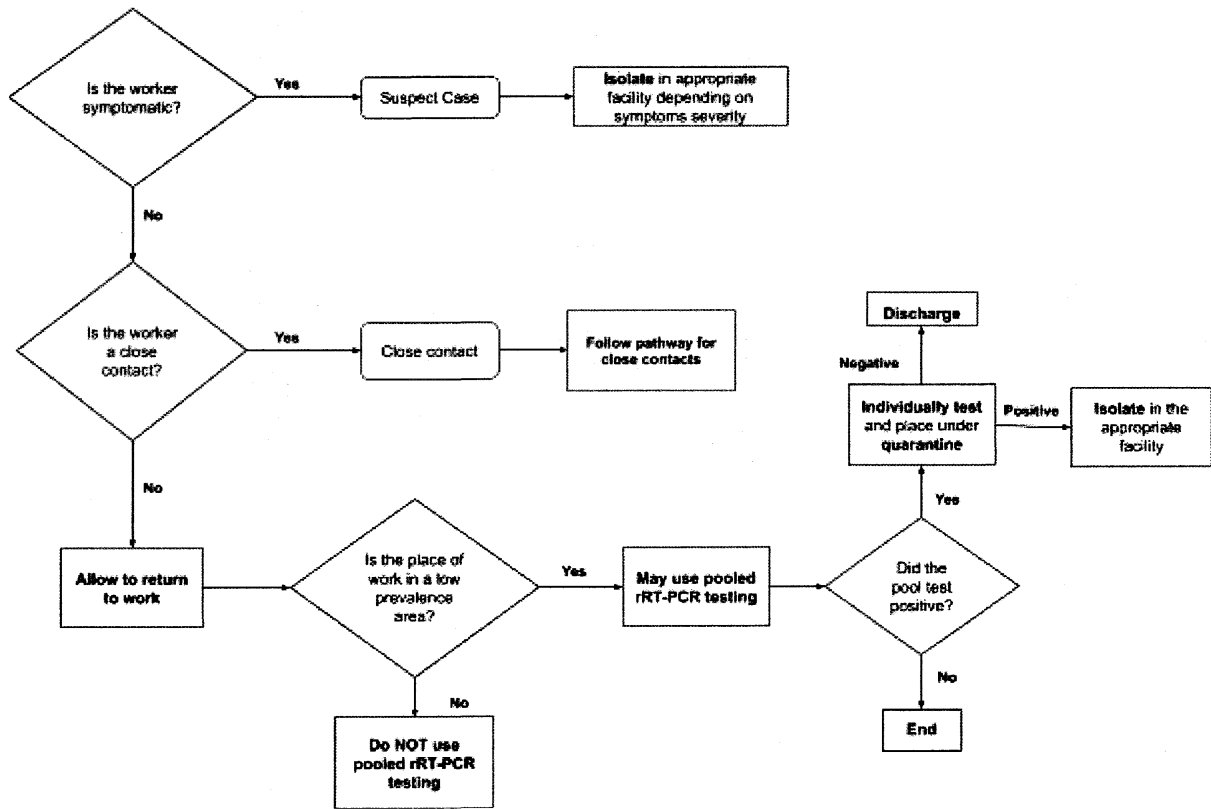 Is the worker
symptomatic?
Yes
Suspect Case
Isolate in appropriate
facility depending on
symptoms severity
No
Is the worker
a close
contact?
Yes
Close contact
Follow pathway for
close contacts
No
Allow to return
to work
Is the place of
work in a low
prevalence
area?
Yes
May use pooled
rRT-PCR testing
No
Do NOT use
pooled rRT-PCR
testing
Did the
pool test
positive?
Yes
Individually test
and place under
quarantine
Negative
Discharge
Positive
Isolate in the
appropriate
facility
No
End